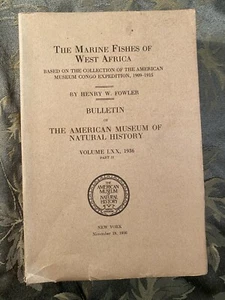 THE MARINE FISHES OF
WEST AFRICA
BASED ON THE COLLECTION OF THE AMERICAN
MUSEUM CONGO EXPEDITION, 1909-1915
BY HENRY W. FOWLER
BULLETIN
OF
THE AMERICAN MUSEUM OF
NATURAL HISTORY
VOLUME LXX, 1936
PART II
THE
AMERICAN
MUSEUM
OF
NATURAL
HISTORY
NEW YORK
1936